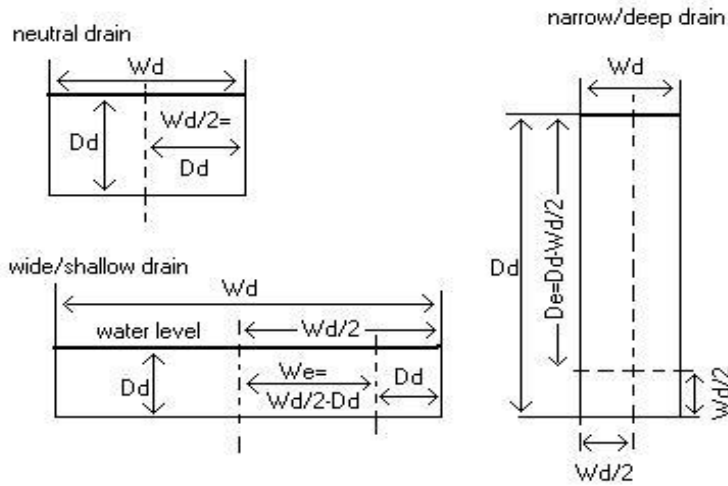 neutral drain
Wd
Wd/2=
Dd
Dd
wide/shallow drain
Wd
water level
Wd/2
Dd
We=
Wd/2-Dd
Dd
narrow/deep drain
Wd
Dd
De=Dd-Wd/2
Wd/2
Wd/2